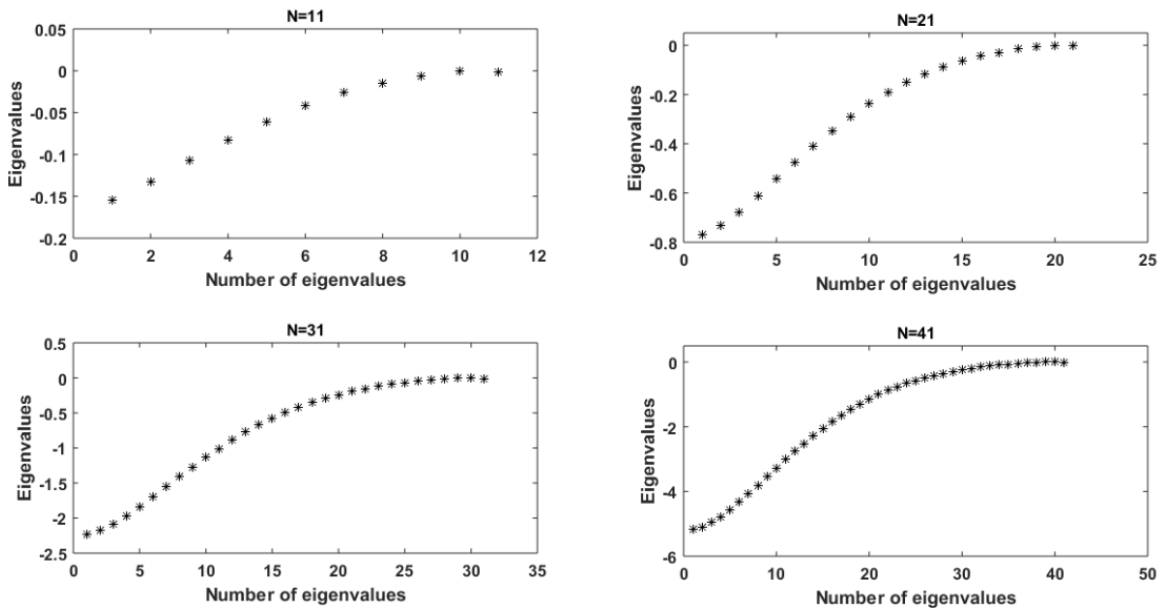 N=11
0.05
0
-0.05
-0.1
-0.15
-0.2
Eigenvalues
0 2 4 6 8 10 12
Number of eigenvalues
N=21
0
-0.2
-0.4
-0.6
-0.8
Eigenvalues
0 5 10 15 20 25
Number of eigenvalues
N=31
0.5
0
-0.5
-1
-1.5
-2
-2.5
Eigenvalues
0 5 10 15 20 25 30 35
Number of eigenvalues
N=41
0
-2
-4
-6
Eigenvalues
0 10 20 30 40 50
Number of eigenvalues